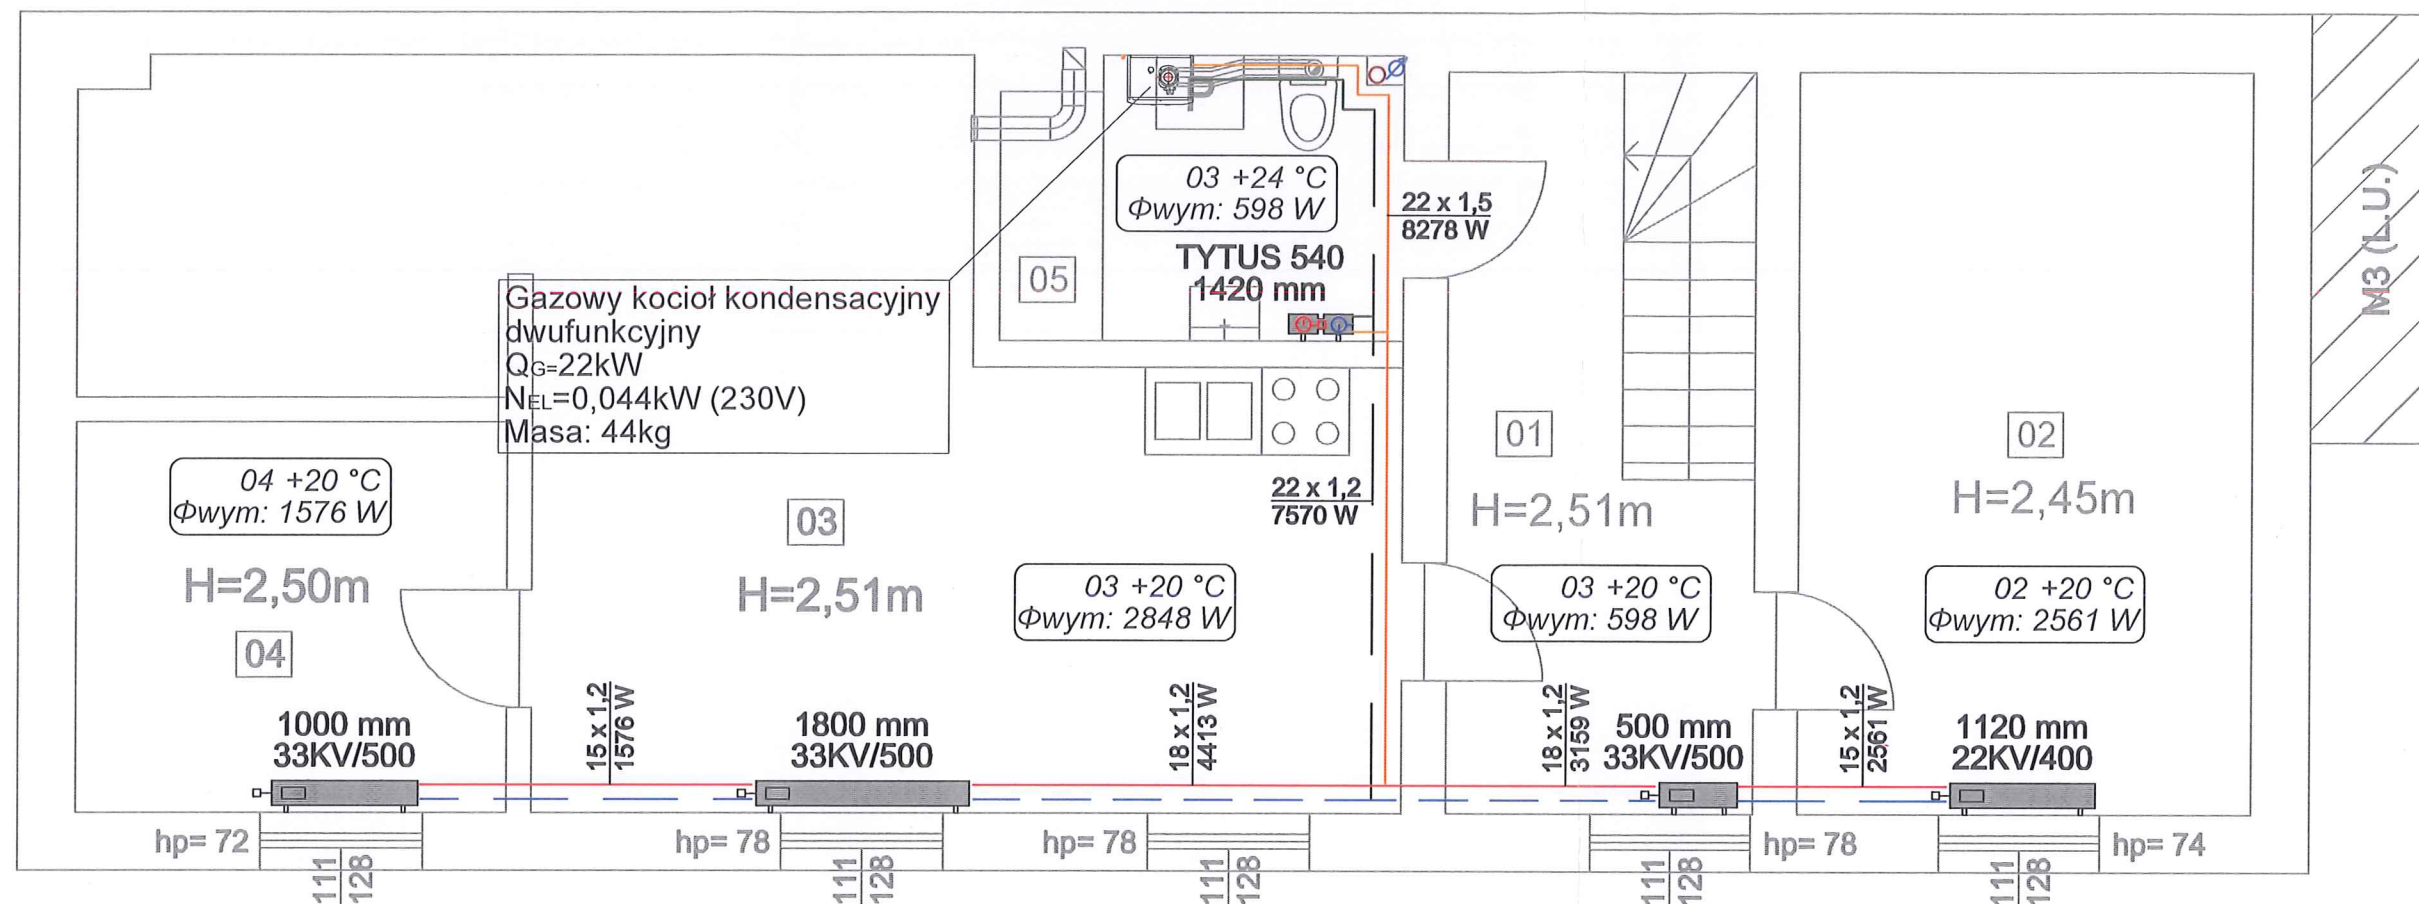 03 +24 °C
Φwym: 598 W
TYTUS 540
1420 mm
22 x 1,5
8278 W
M3 (L.U.)
05
Gazowy kocioł kondensacyjny
dwufunkcyjny
QG=22kW
NEL=0,044kW (230V)
Masa: 44kg
01
H=2,51m
02
H=2,45m
04 +20 °C
Φwym: 1576 W
03
H=2,51m
22 x 1,2
7570 W
H=2,50m
04
03 +20 °C
Φwym: 2848 W
03 +20 °C
Φwym: 598 W
02 +20 °C
Φwym: 2561 W
1000 mm
33KV/500
15 x 1,2
1576 W
1800 mm
33KV/500
18 x 1,2
4413 W
18 x 1,2
3159 W
500 mm
33KV/500
15 x 1,2
2561 W
1120 mm
22KV/400
hp= 72
111
128
hp= 78
111
128
hp= 78
111
128
111
128
hp= 78
111
128
hp= 74